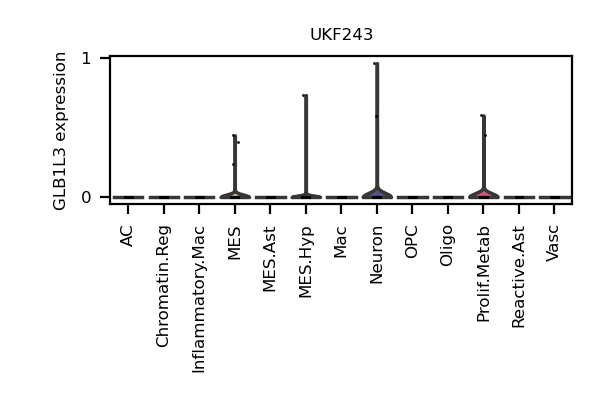 UKF243
GLB1L3 expression
1
0
AC
Chromatin.Reg
Inflammatory.Mac
MES
MES.Ast
MES.Hyp
Mac
Neuron
OPC
Oligo
Prolif.Metab
Reactive.Ast
Vasc